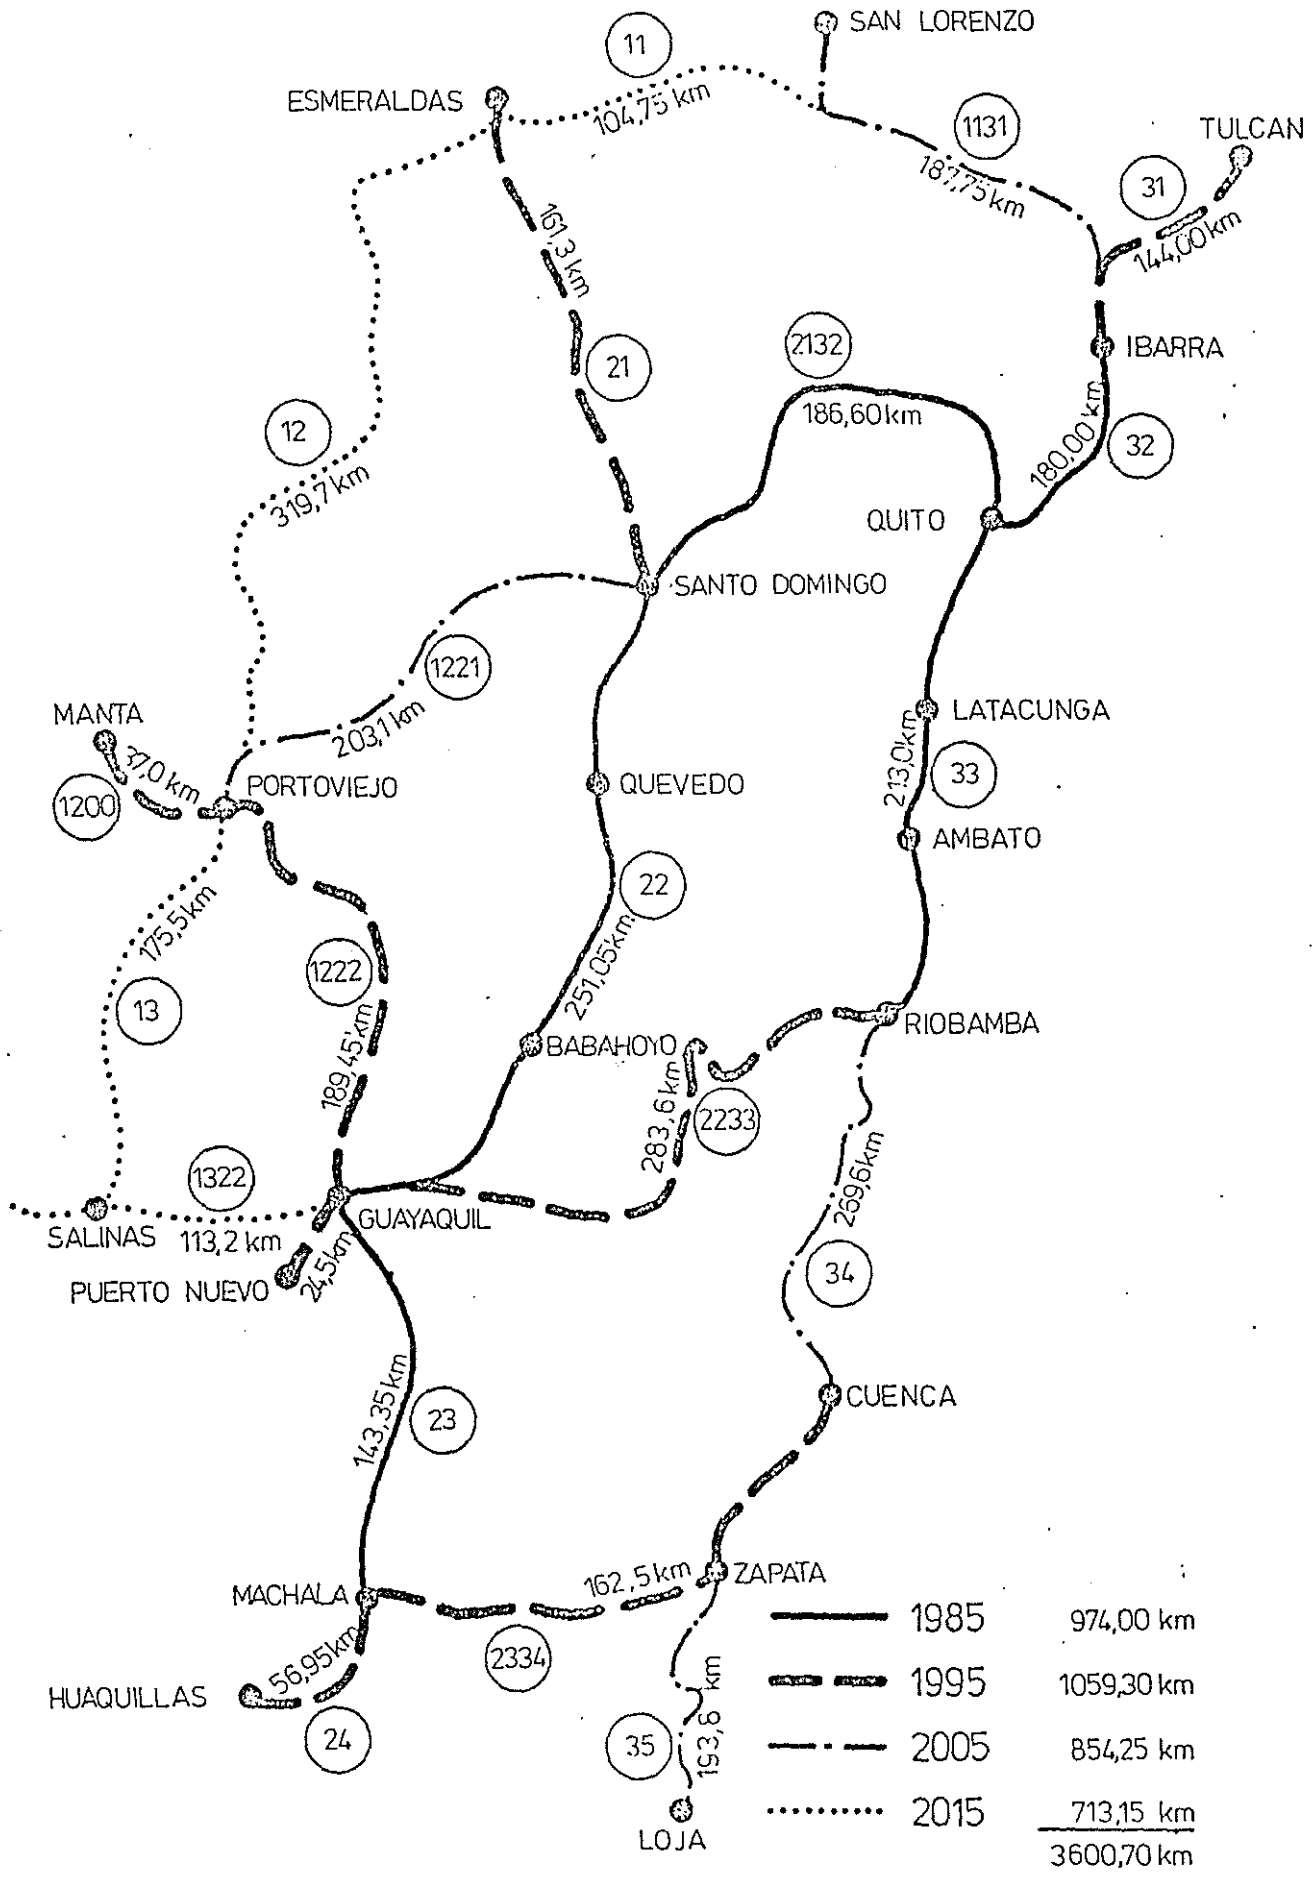 SAN LORENZO
11
ESMERALDAS
104,75 km
1131
TULCAN
187,75 km
31
144,00 km
161,3 km
2132
IBARRA
21
186,60 km
180,00 km
32
12
319,7 km
QUITO
SANTO DOMINGO
1221
203,1 km
MANTA
37,0 km
1200
PORTOVIEJO
QUEVEDO
LATACUNGA
213,0 km
33
AMBATO
22
251,05 km
175,5 km
13
1222
189,45 km
BABAHOYO
RIOBAMBA
283,6 km
2233
269,6 km
1322
SALINAS
113,2 km
GUAYAQUIL
PUERTO NUEVO
24,5 km
34
143,35 km
23
CUENCA
MACHALA
162,5 km
ZAPATA
2334
56,95 km
HUAQUILLAS
24
35
193,8 km
LOJA
1985 974,00 km
1995 1059,30 km
2005 854,25 km
2015 713,15 km
3600,70 km